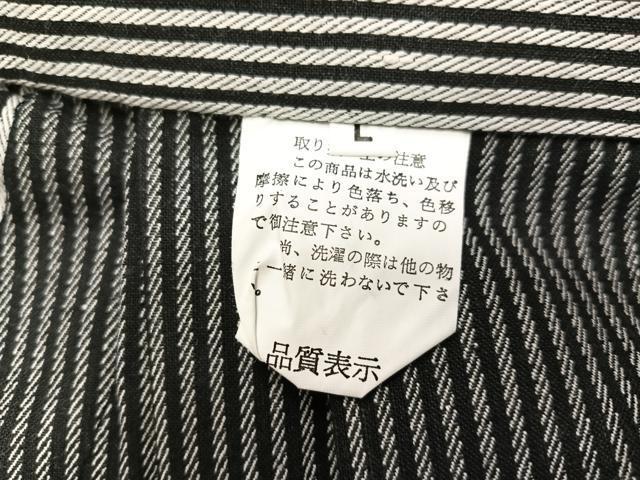 L
取り 上の注意
この商品は水洗い及び
摩擦により色落ち、色移
りすることがありますの
で御注意下さい。
尚、洗濯の際は他の物
と一緒に洗わないで下さ
い。
品質表示